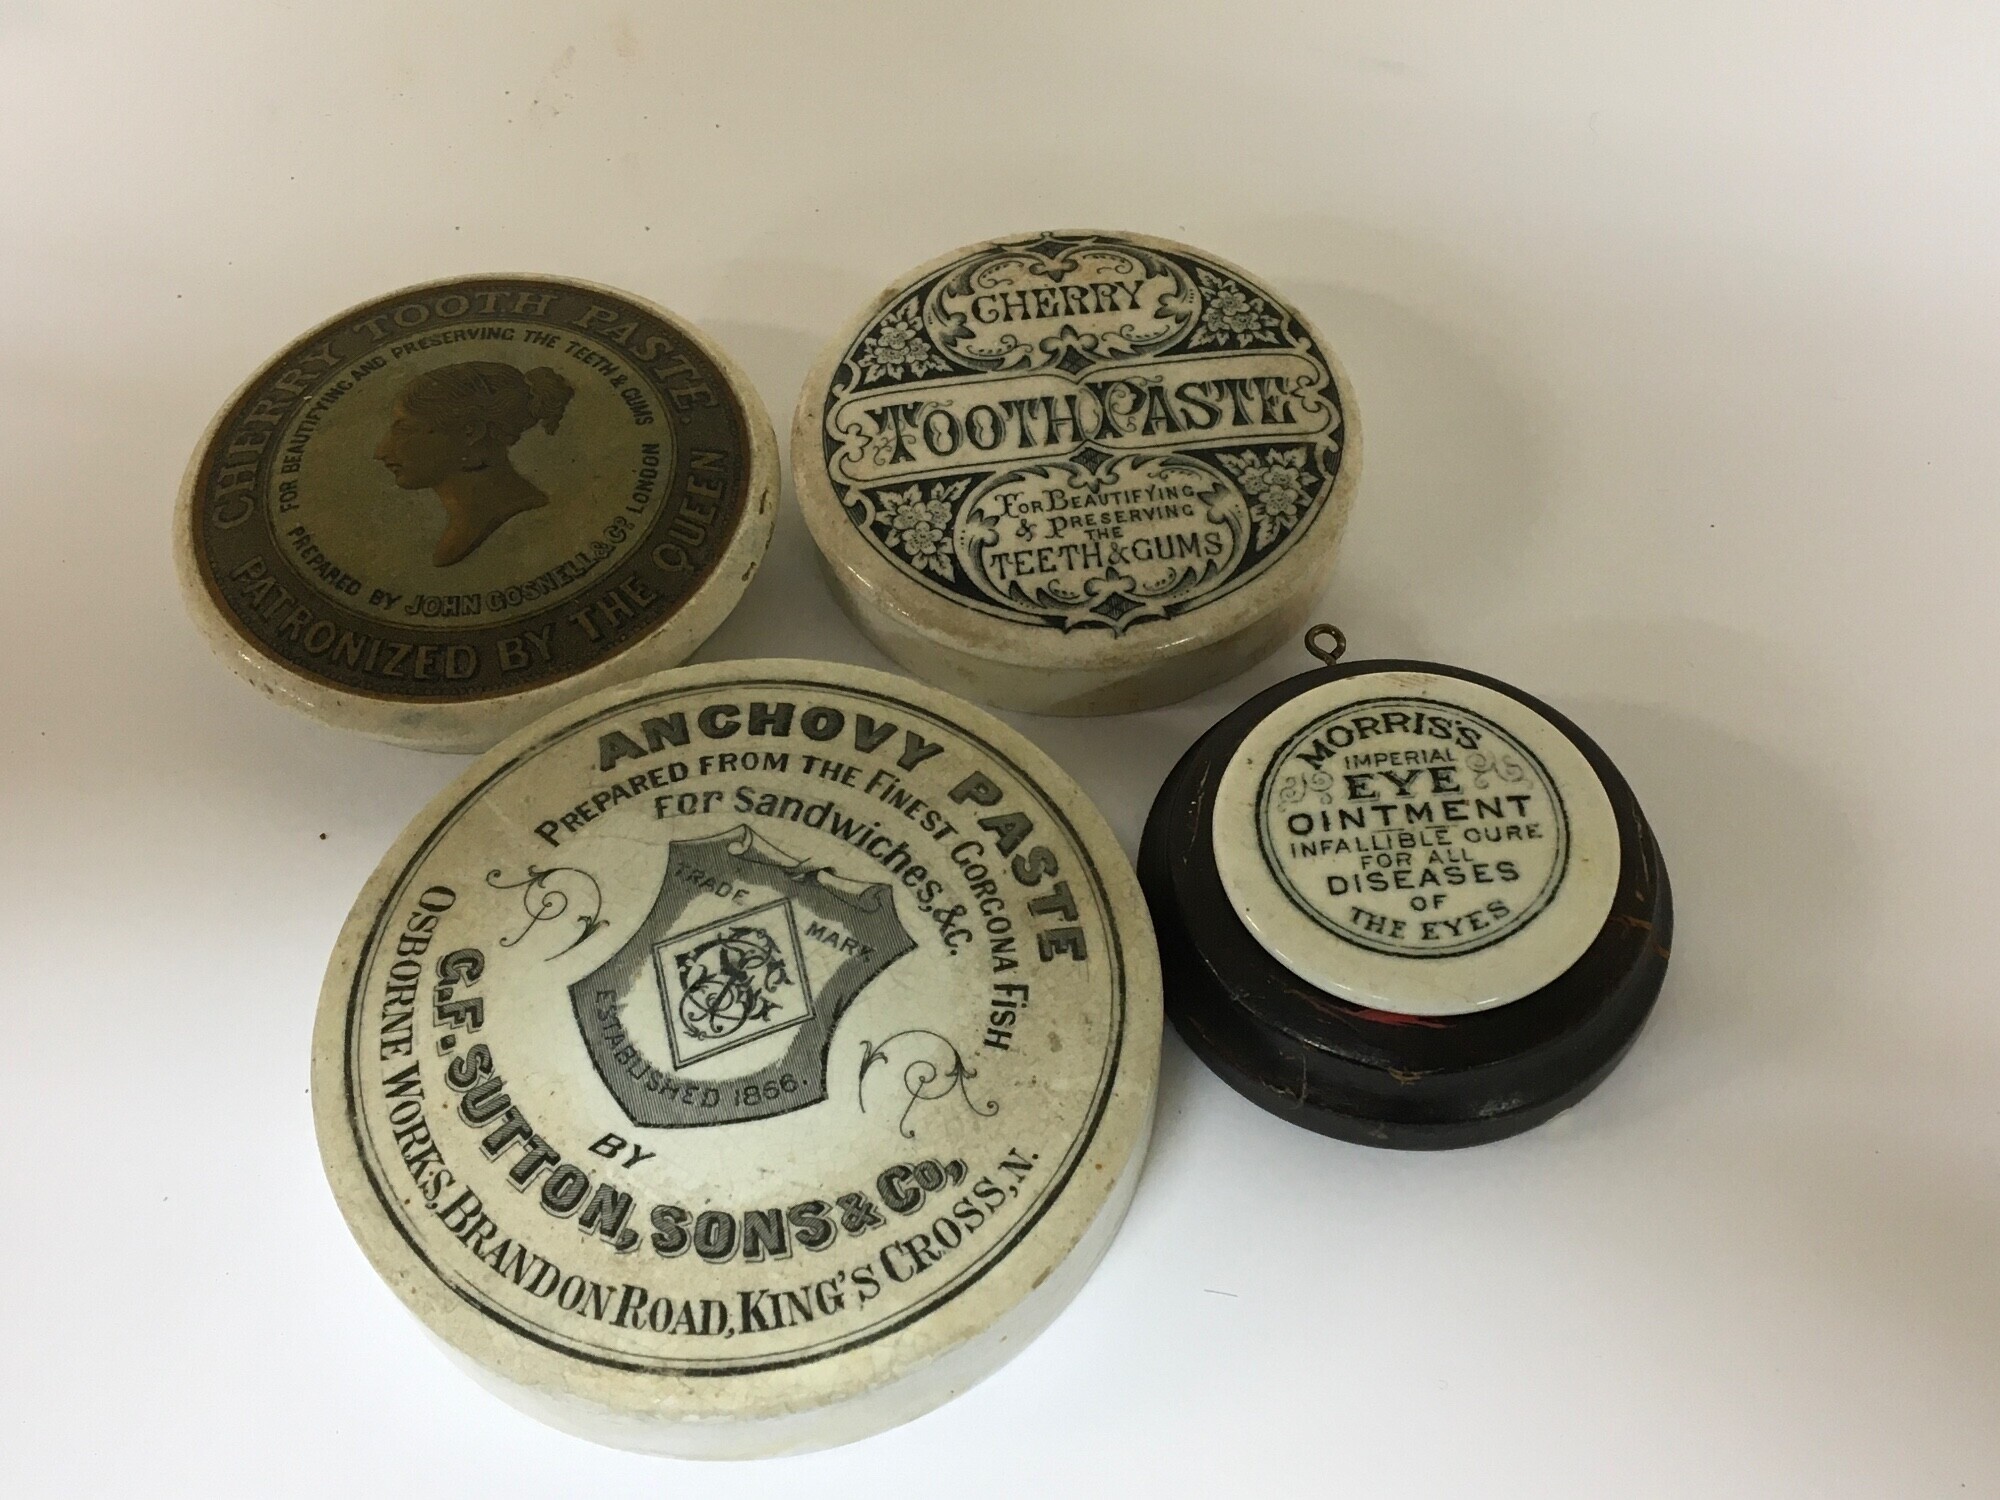 CHERRY TOOTH PASTE.
PATRONIZED BY THE QUEEN
FOR BEAUTIFYING AND PRESERVING THE TEETH & GUMS
PREPARED BY JOHN GOSNELL & Co LONDON
CHERRY
TOOTH PASTE
FOR BEAUTIFYING
& PRESERVING
THE
TEETH & GUMS
ANCHOVY PASTE
PREPARED FROM THE FINEST GORGONA FISH
For Sandwiches, &c.
TRADE MARK.
ESTABLISHED 1866.
BY
G.F. SUTTON, SONS & Co,
OSBORNE WORKS, BRANDON ROAD, KING'S CROSS, N.
MORRIS'S
IMPERIAL
EYE
OINTMENT
INFALLIBLE CURE
FOR ALL
DISEASES
OF
THE EYES